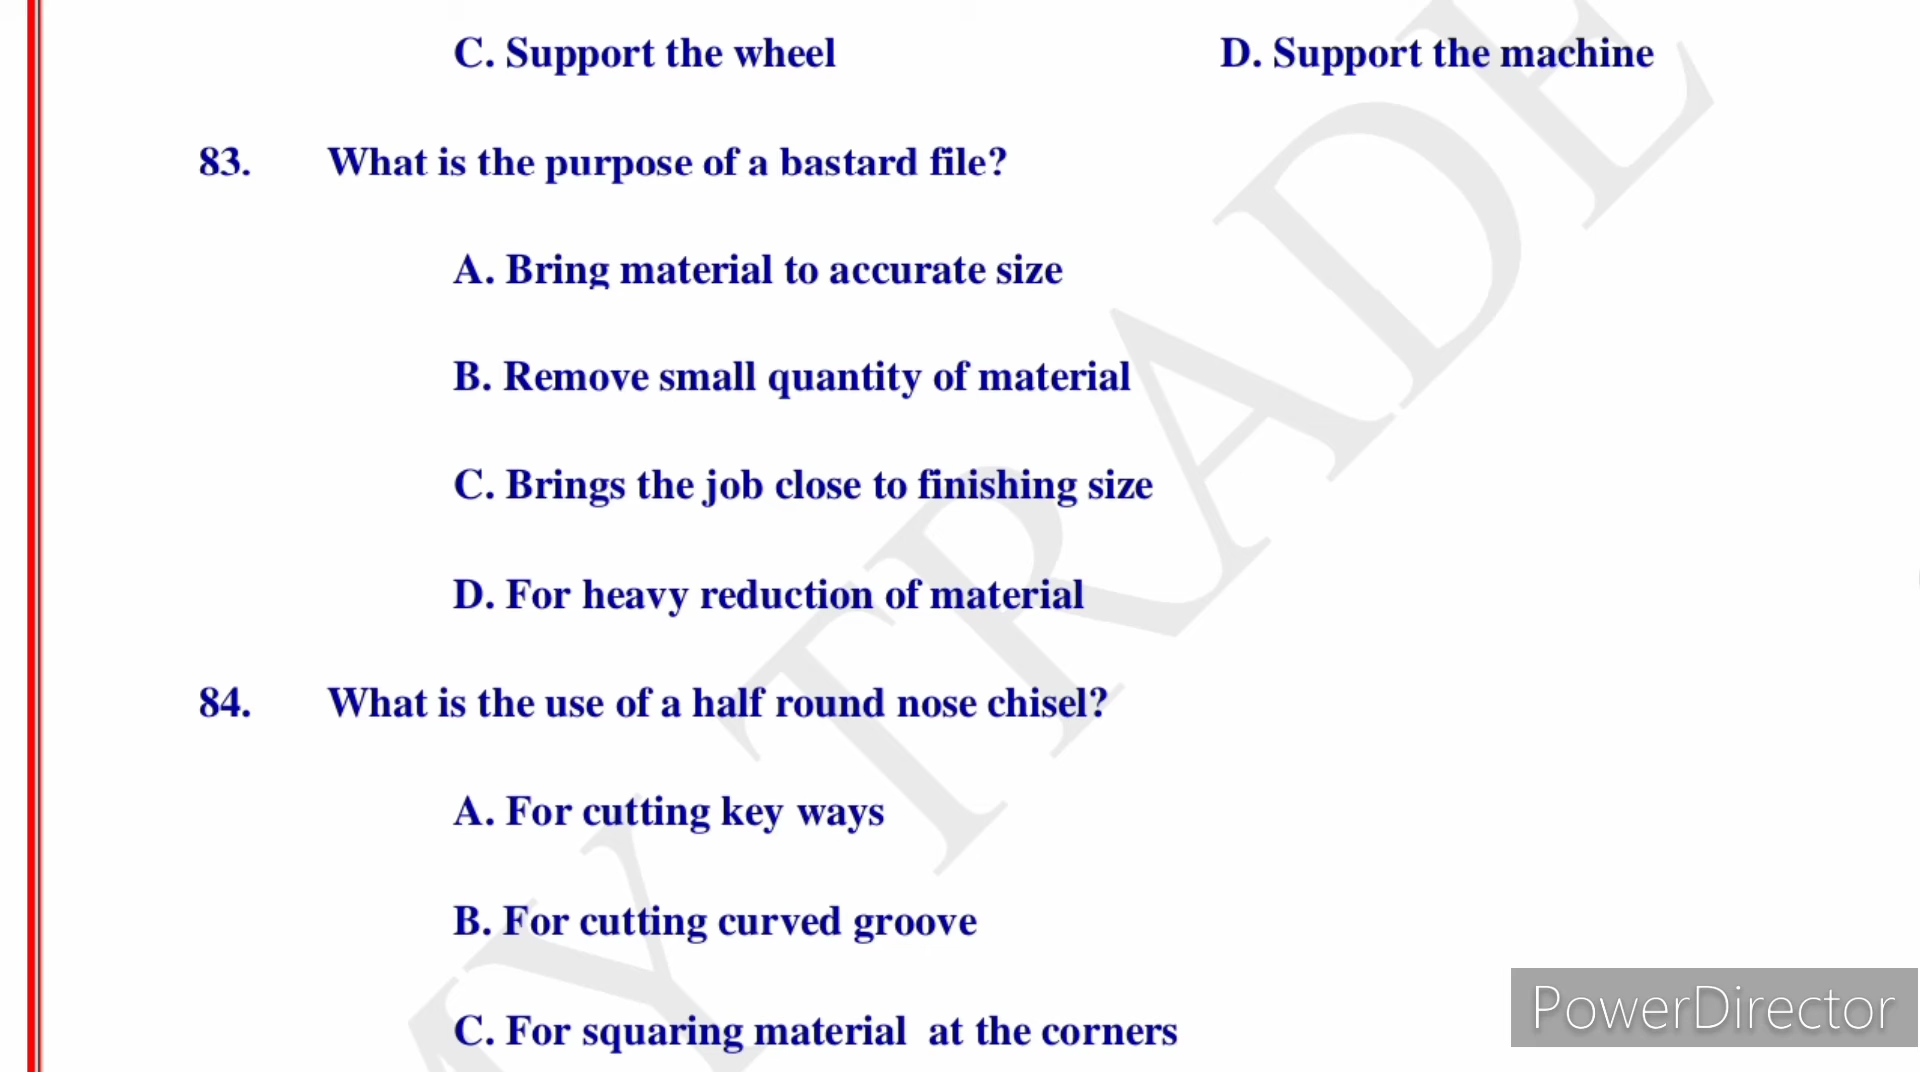 C. Support the wheel D. Support the machine
83. What is the purpose of a bastard file?
A. Bring material to accurate size
B. Remove small quantity of material
C. Brings the job close to finishing size
D. For heavy reduction of material
84. What is the use of a half round nose chisel?
A. For cutting key ways
B. For cutting curved groove
C. For squaring material at the corners
MY TRADE
PowerDirector